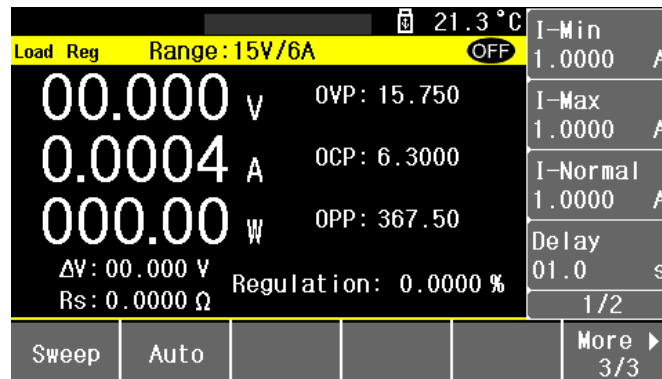 21.3°C
Load Reg Range:15V/6A OFF
00.000 V OVP: 15.750
0.0004 A OCP: 6.3000
000.00 W OPP: 367.50
ΔV: 00.000 V
Rs: 0.0000 Ω
Regulation: 0.0000 %
I-Min
1.0000 A
I-Max
1.0000 A
I-Normal
1.0000 A
Delay
01.0 s
1/2
Sweep Auto More ▶
3/3